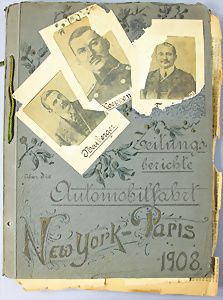 Koeppen
Zeitungs-
berichte
über Die
Automobilfahrt
New York-Paris
1908